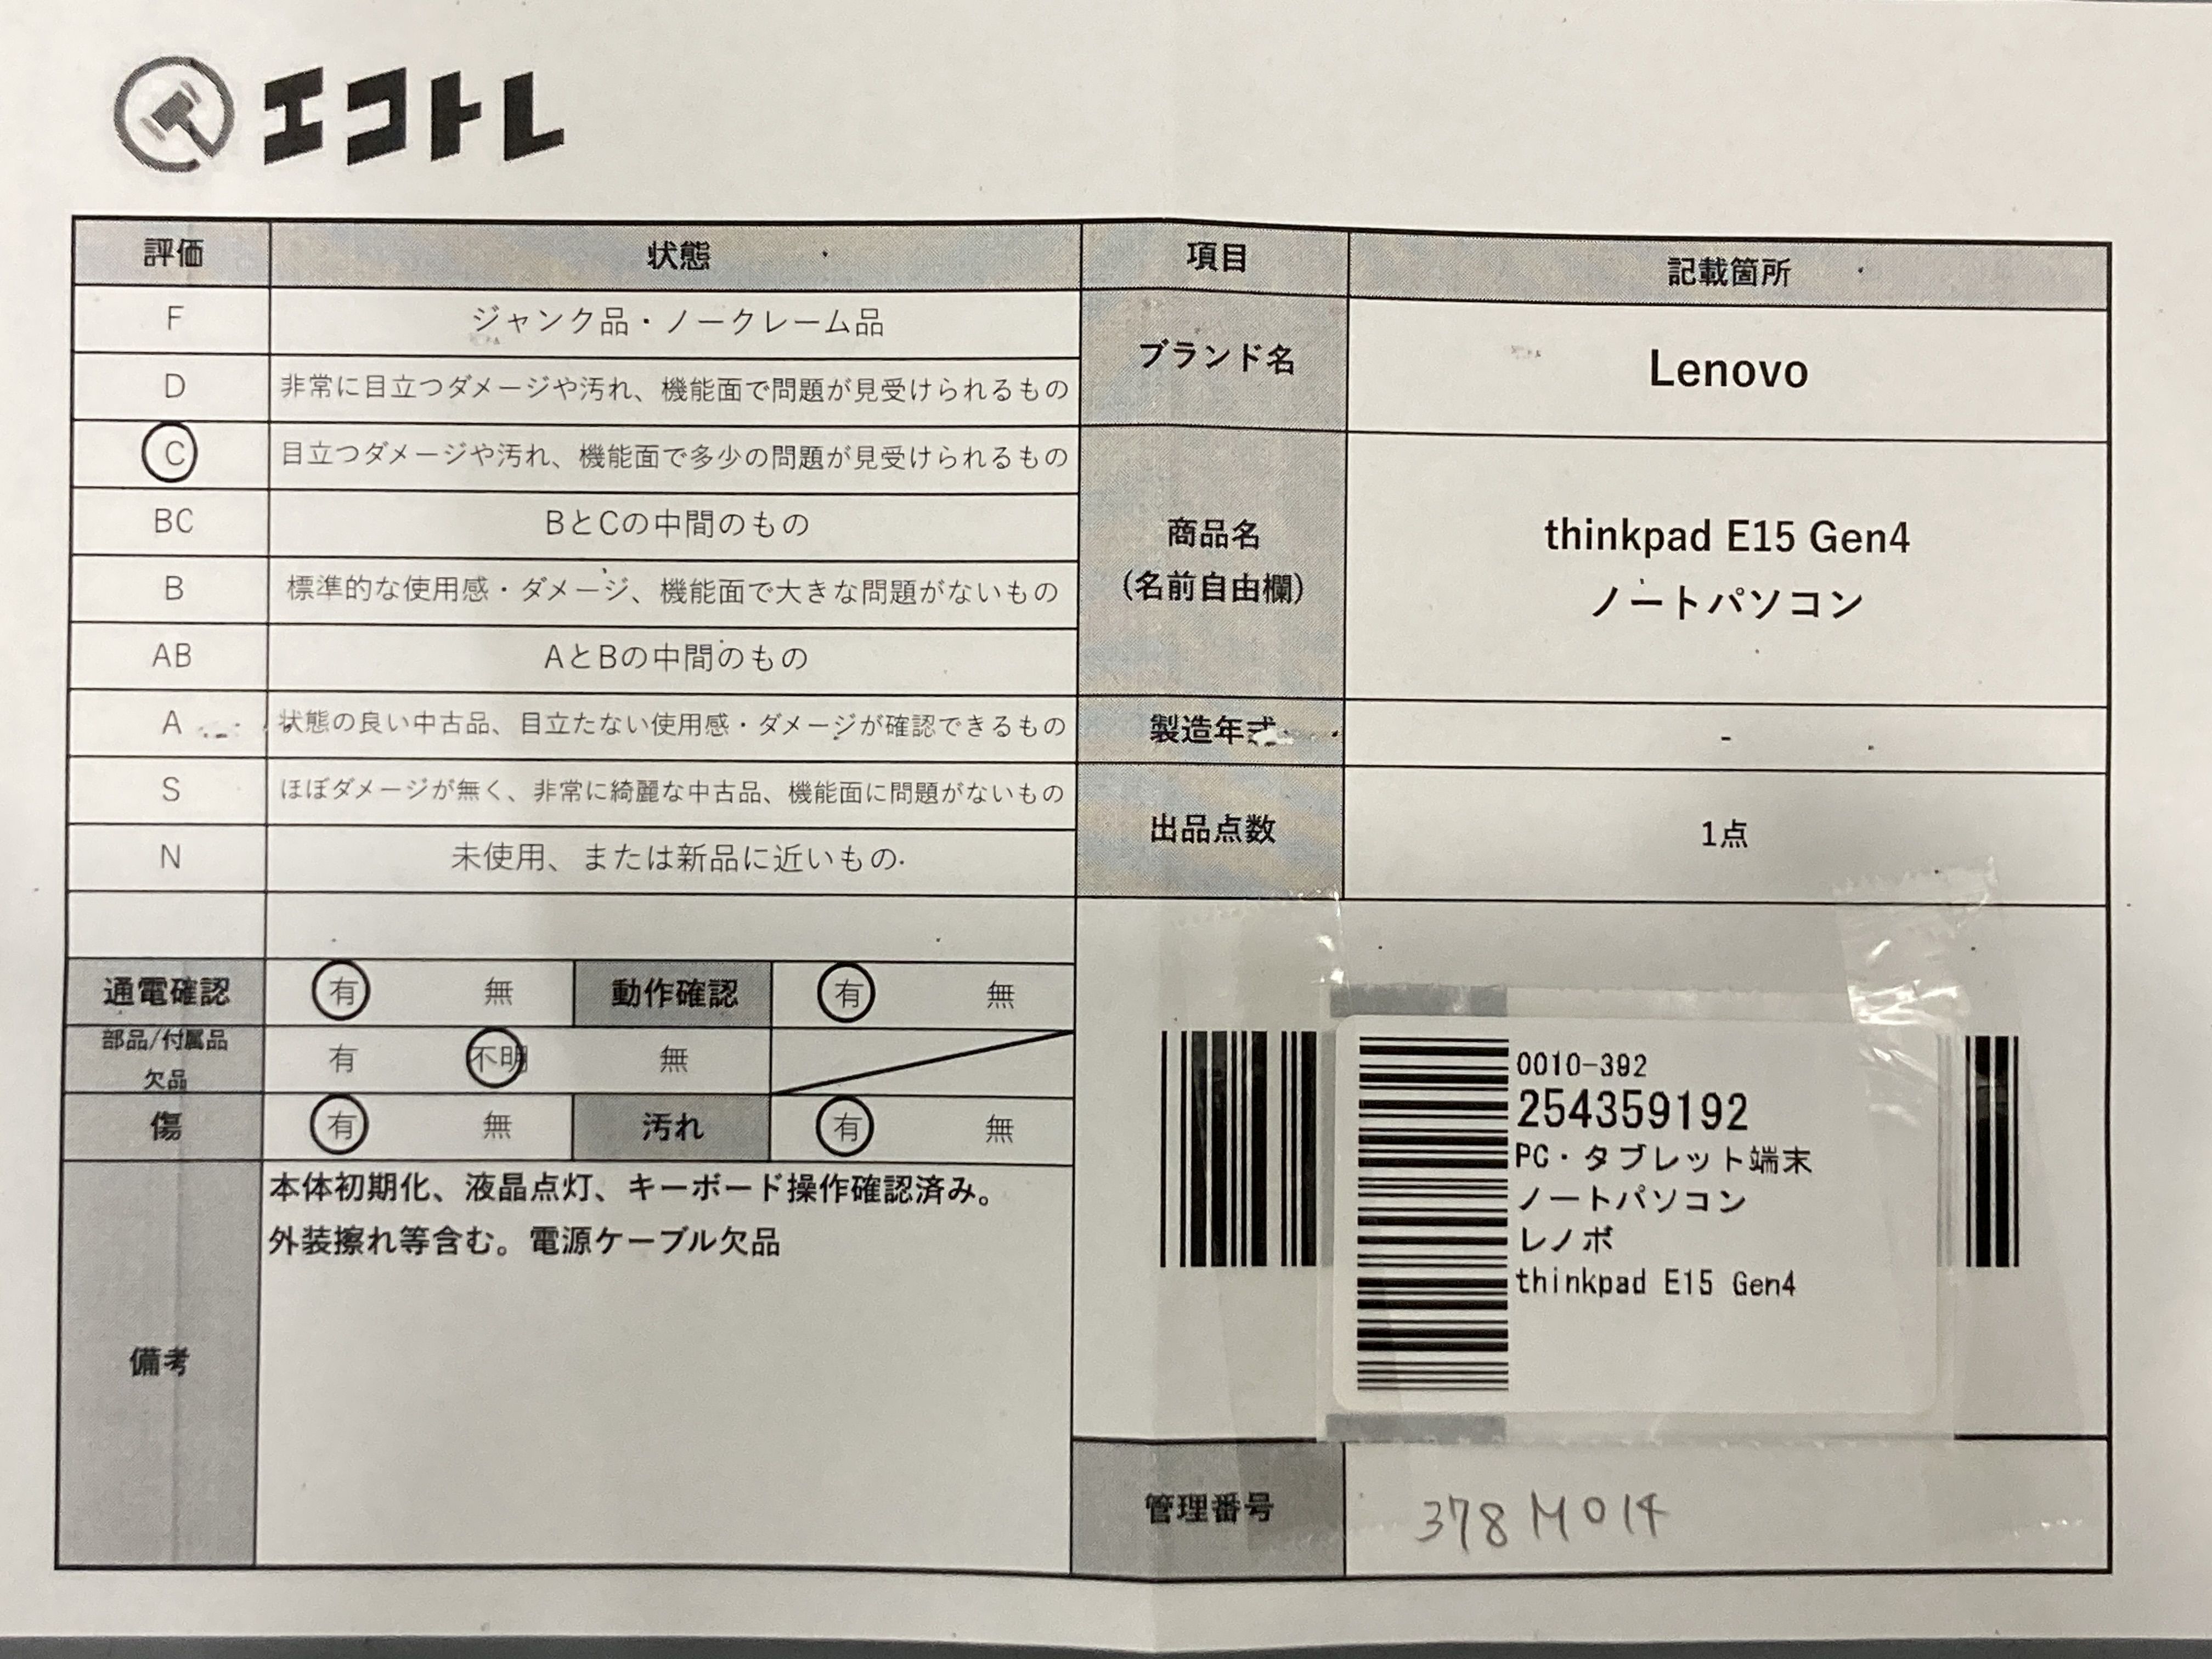 エコトレ
評価 状態 項目 記載箇所
F ジャンク品・ノークレーム品
D 非常に目立つダメージや汚れ、機能面で問題が見受けられるもの
C 目立つダメージや汚れ、機能面で多少の問題が見受けられるもの
BC BとCの中間のもの
B 標準的な使用感・ダメージ、機能面で大きな問題がないもの
AB AとBの中間のもの
A 状態の良い中古品、目立たない使用感・ダメージが確認できるもの
S ほぼダメージが無く、非常に綺麗な中古品、機能面に問題がないもの
N 未使用、または新品に近いもの
ブランド名 Lenovo
商品名
(名前自由欄)
thinkpad E15 Gen4
ノートパソコン
製造年式 -
出品点数 1点
通電確認 有 無 動作確認 有 無
部品/付属品
欠品
有 不明 無
傷 有 無 汚れ 有 無
備考
本体初期化、液晶点灯、キーボード操作確認済み。
外装擦れ等含む。電源ケーブル欠品
0010-392
254359192
PC・タブレット端末
ノートパソコン
レノボ
thinkpad E15 Gen4
管理番号 378M014